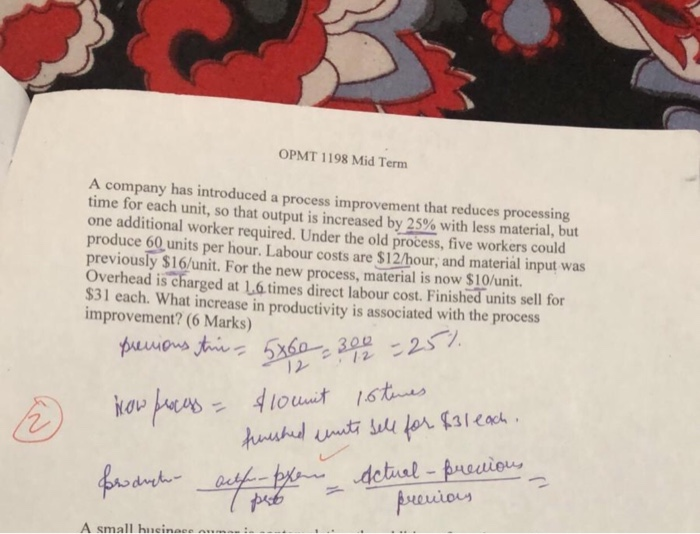 OPMT 1198 Mid Term
A company has introduced a process improvement that reduces processing
time for each unit, so that output is increased by 25% with less material, but
one additional worker required. Under the old process, five workers could
produce 60 units per hour. Labour costs are $12/hour, and material input was
previously $16/unit. For the new process, material is now $10/unit.
Overhead is charged at 1.6 times direct labour cost. Finished units sell for
$31 each. What increase in productivity is associated with the process
improvement? (6 Marks)
previous = 5x60/12 = 300/12 = 25%
Now process = $10 unit 1.6 times
finished units sell for $31 each.
2
= Actual - previous / previous =
A small business